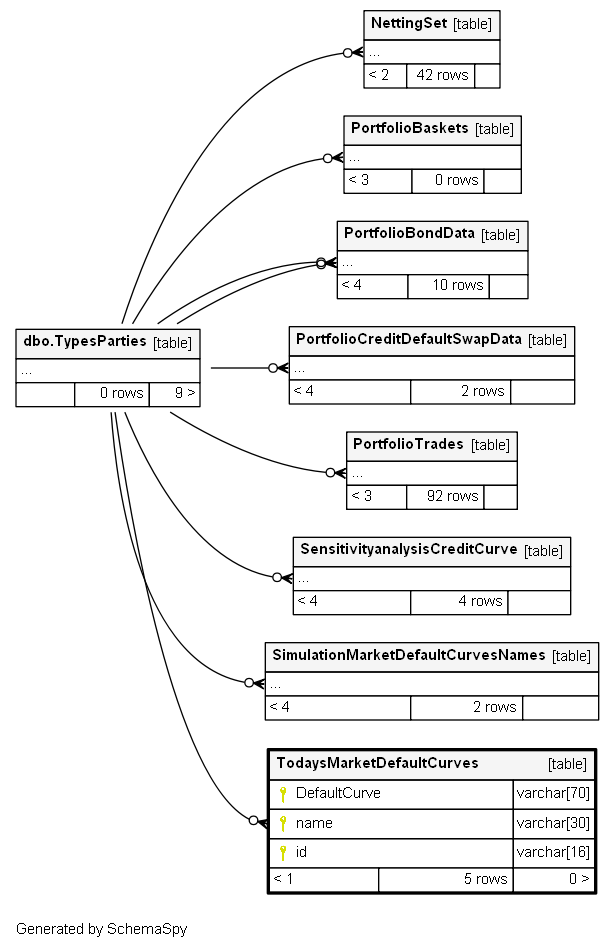 NettingSet [table]
...
< 2 42 rows
PortfolioBaskets [table]
...
< 3 0 rows
PortfolioBondData [table]
...
< 4 10 rows
dbo.TypesParties [table]
...
0 rows 9 >
PortfolioCreditDefaultSwapData [table]
...
< 4 2 rows
PortfolioTrades [table]
...
< 3 92 rows
SensitivityanalysisCreditCurve [table]
...
< 4 4 rows
SimulationMarketDefaultCurvesNames [table]
...
< 4 2 rows
TodaysMarketDefaultCurves [table]
DefaultCurve varchar[70]
name varchar[30]
id varchar[16]
< 1 5 rows 0 >
Generated by SchemaSpy